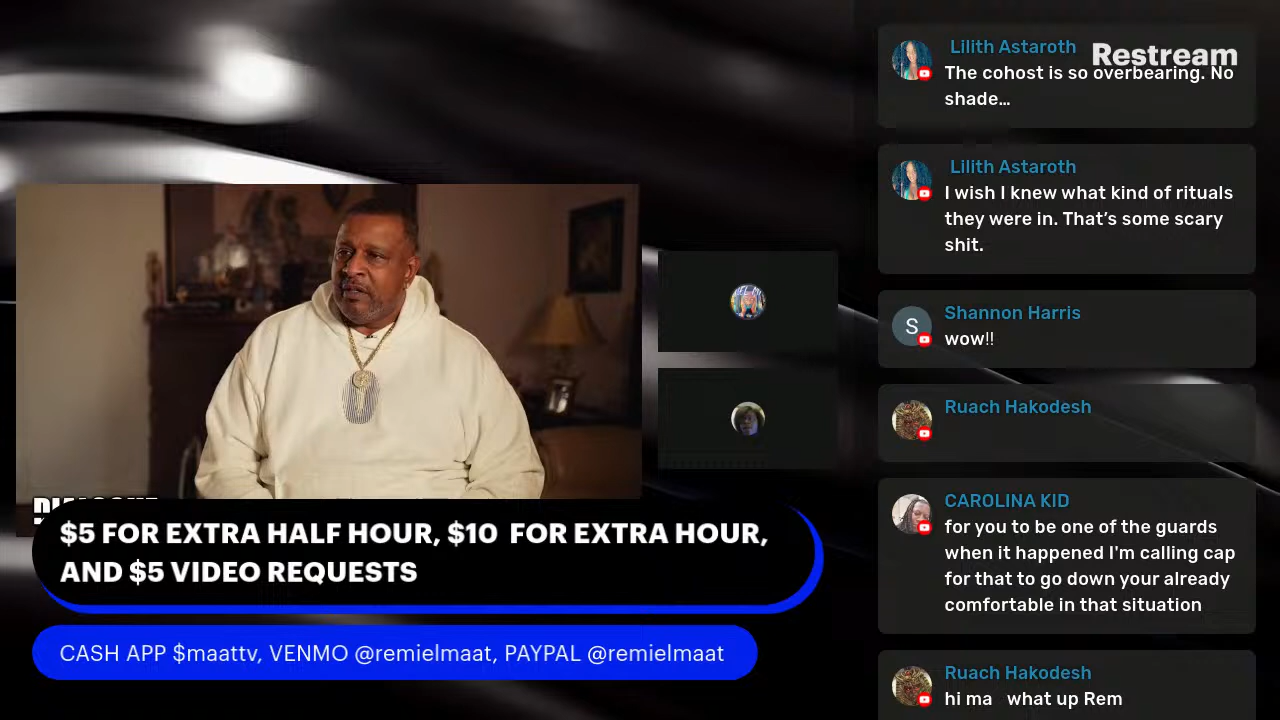 Restream
Lilith Astaroth
The cohost is so overbearing. No
shade…
Lilith Astaroth
I wish I knew what kind of rituals
they were in. That’s some scary
shit.
Shannon Harris
S
wow!!
Ruach Hakodesh
CAROLINA KID
for you to be one of the guards
when it happened I'm calling cap
for that to go down your already
comfortable in that situation
Ruach Hakodesh
hi ma what up Rem
$5 FOR EXTRA HALF HOUR, $10 FOR EXTRA HOUR,
AND $5 VIDEO REQUESTS
CASH APP $maattv, VENMO @remielmaat, PAYPAL @remielmaat